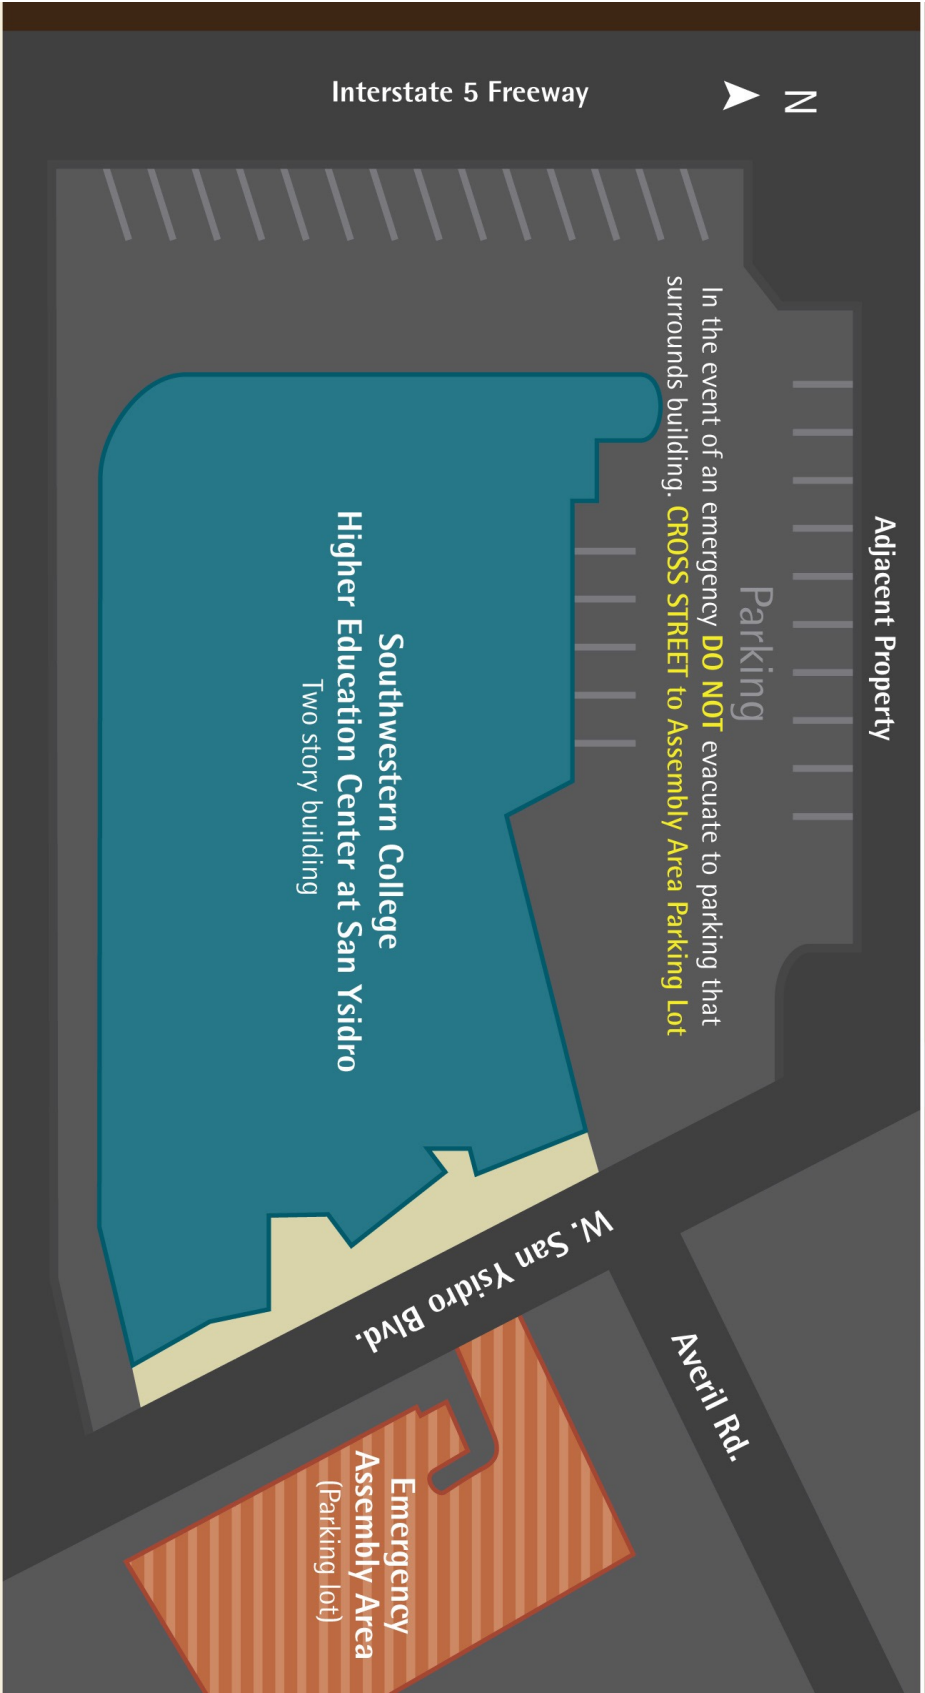 Interstate 5 Freeway
N
Adjacent Property
Parking
In the event of an emergency DO NOT evacuate to parking that
surrounds building. CROSS STREET to Assembly Area Parking Lot
Southwestern College
Higher Education Center at San Ysidro
Two story building
W. San Ysidro Blvd.
Averil Rd.
Emergency
Assembly Area
(Parking lot)